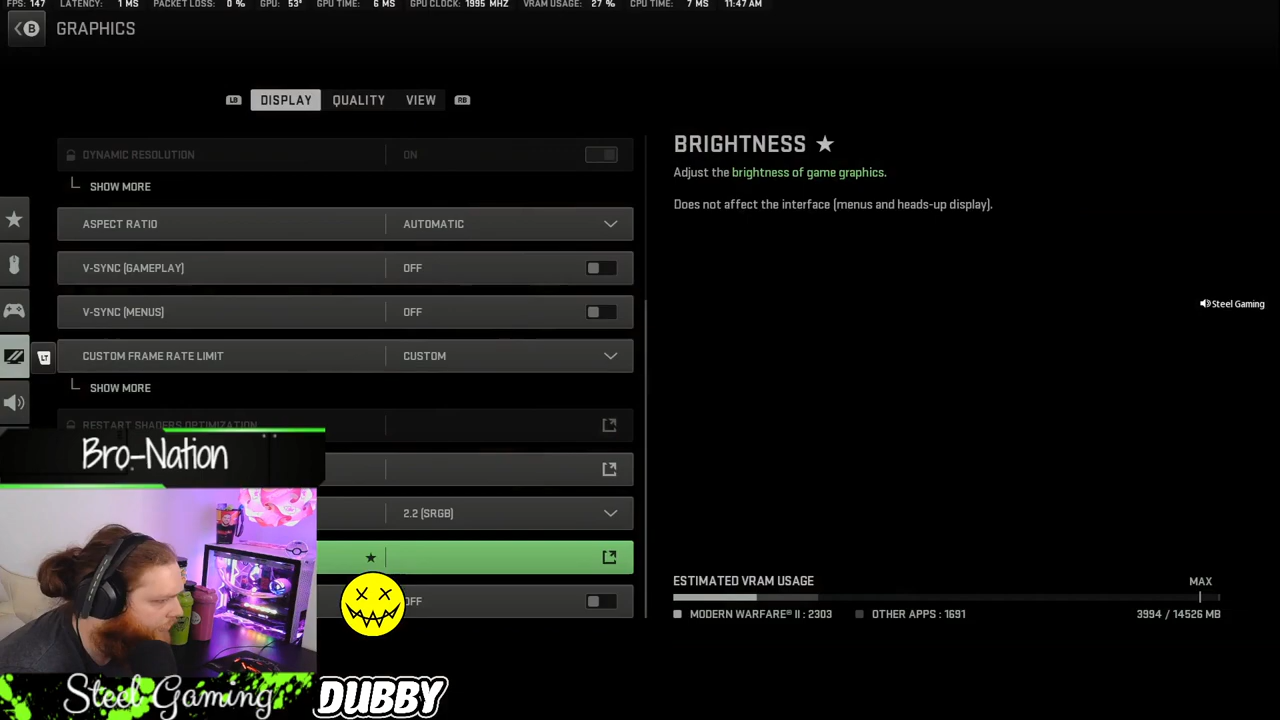 FPS: 147 LATENCY: 1 MS PACKET LOSS: 0 % GPU: 53° GPU TIME: 6 MS GPU CLOCK: 1995 MHZ VRAM USAGE: 27 % CPU TIME: 7 MS 11:47 AM
B GRAPHICS
LB DISPLAY QUALITY VIEW RB
DYNAMIC RESOLUTION ON
SHOW MORE
ASPECT RATIO AUTOMATIC
V-SYNC (GAMEPLAY) OFF
V-SYNC (MENUS) OFF
LT CUSTOM FRAME RATE LIMIT CUSTOM
SHOW MORE
RESTART SHADERS OPTIMIZATION
2.2 (SRGB)
OFF
BRIGHTNESS
Adjust the brightness of game graphics.
Does not affect the interface (menus and heads-up display).
Steel Gaming
ESTIMATED VRAM USAGE MAX
MODERN WARFARE® II : 2303 OTHER APPS : 1691 3994 / 14526 MB
Bro-Nation
Steel Gaming
DUBBY